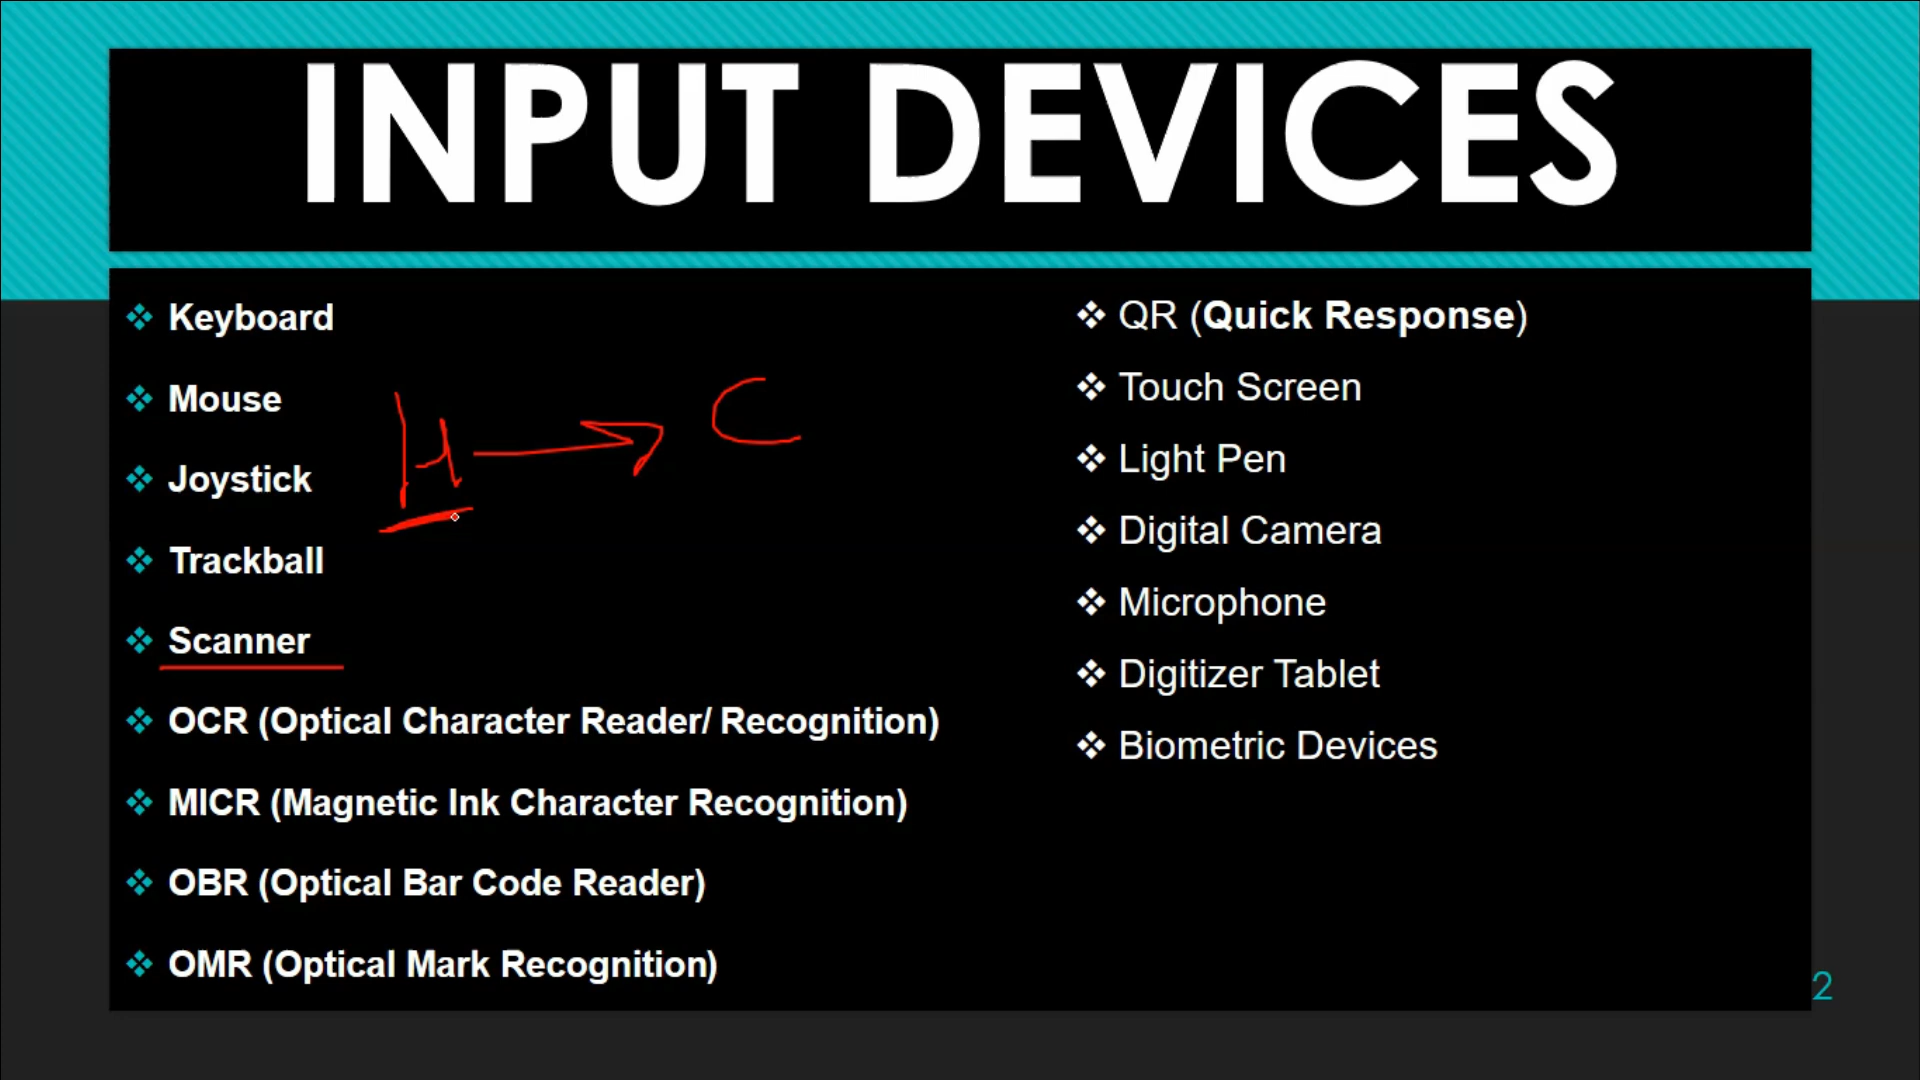 INPUT DEVICES
Keyboard
Mouse
Joystick
Trackball
Scanner
OCR (Optical Character Reader/ Recognition)
MICR (Magnetic Ink Character Recognition)
OBR (Optical Bar Code Reader)
OMR (Optical Mark Recognition)
H → C
QR (Quick Response)
Touch Screen
Light Pen
Digital Camera
Microphone
Digitizer Tablet
Biometric Devices
2